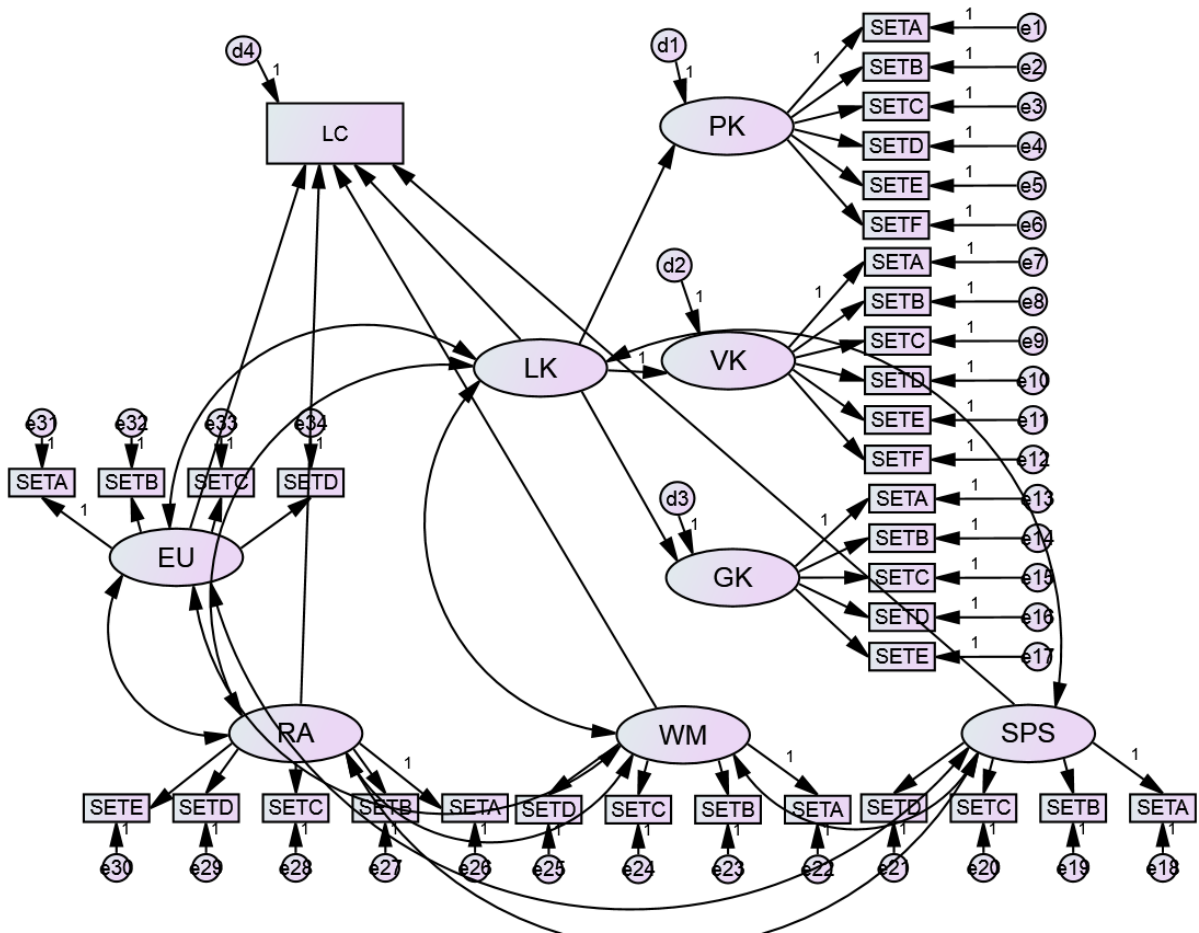 SETA 1 e1
d4 1
d1 1
1
SETB 1 e2
LC
PK
SETC 1 e3
SETD 1 e4
SETE 1 e5
SETF 1 e6
d2 1
1
SETA 1 e7
SETB 1 e8
SETC 1 e9
LK 1 VK
SETD 1 e10
SETE 1 e11
SETF 1 e12
e31 e32 e33 e34
1 1 1 1
SETA SETB SETC SETD
1
d3 1
1
SETA 1 e13
SETB 1 e14
EU
GK
SETC 1 e15
SETD 1 e16
SETE 1 e17
RA WM SPS
1 1 1
SETE SETD SETC SETB SETA SETD SETC SETB SETA SETD SETC SETB SETA
1 1 1 1 1 1 1 1 1 1 1 1 1
e30 e29 e28 e27 e26 e25 e24 e23 e22 e21 e20 e19 e18